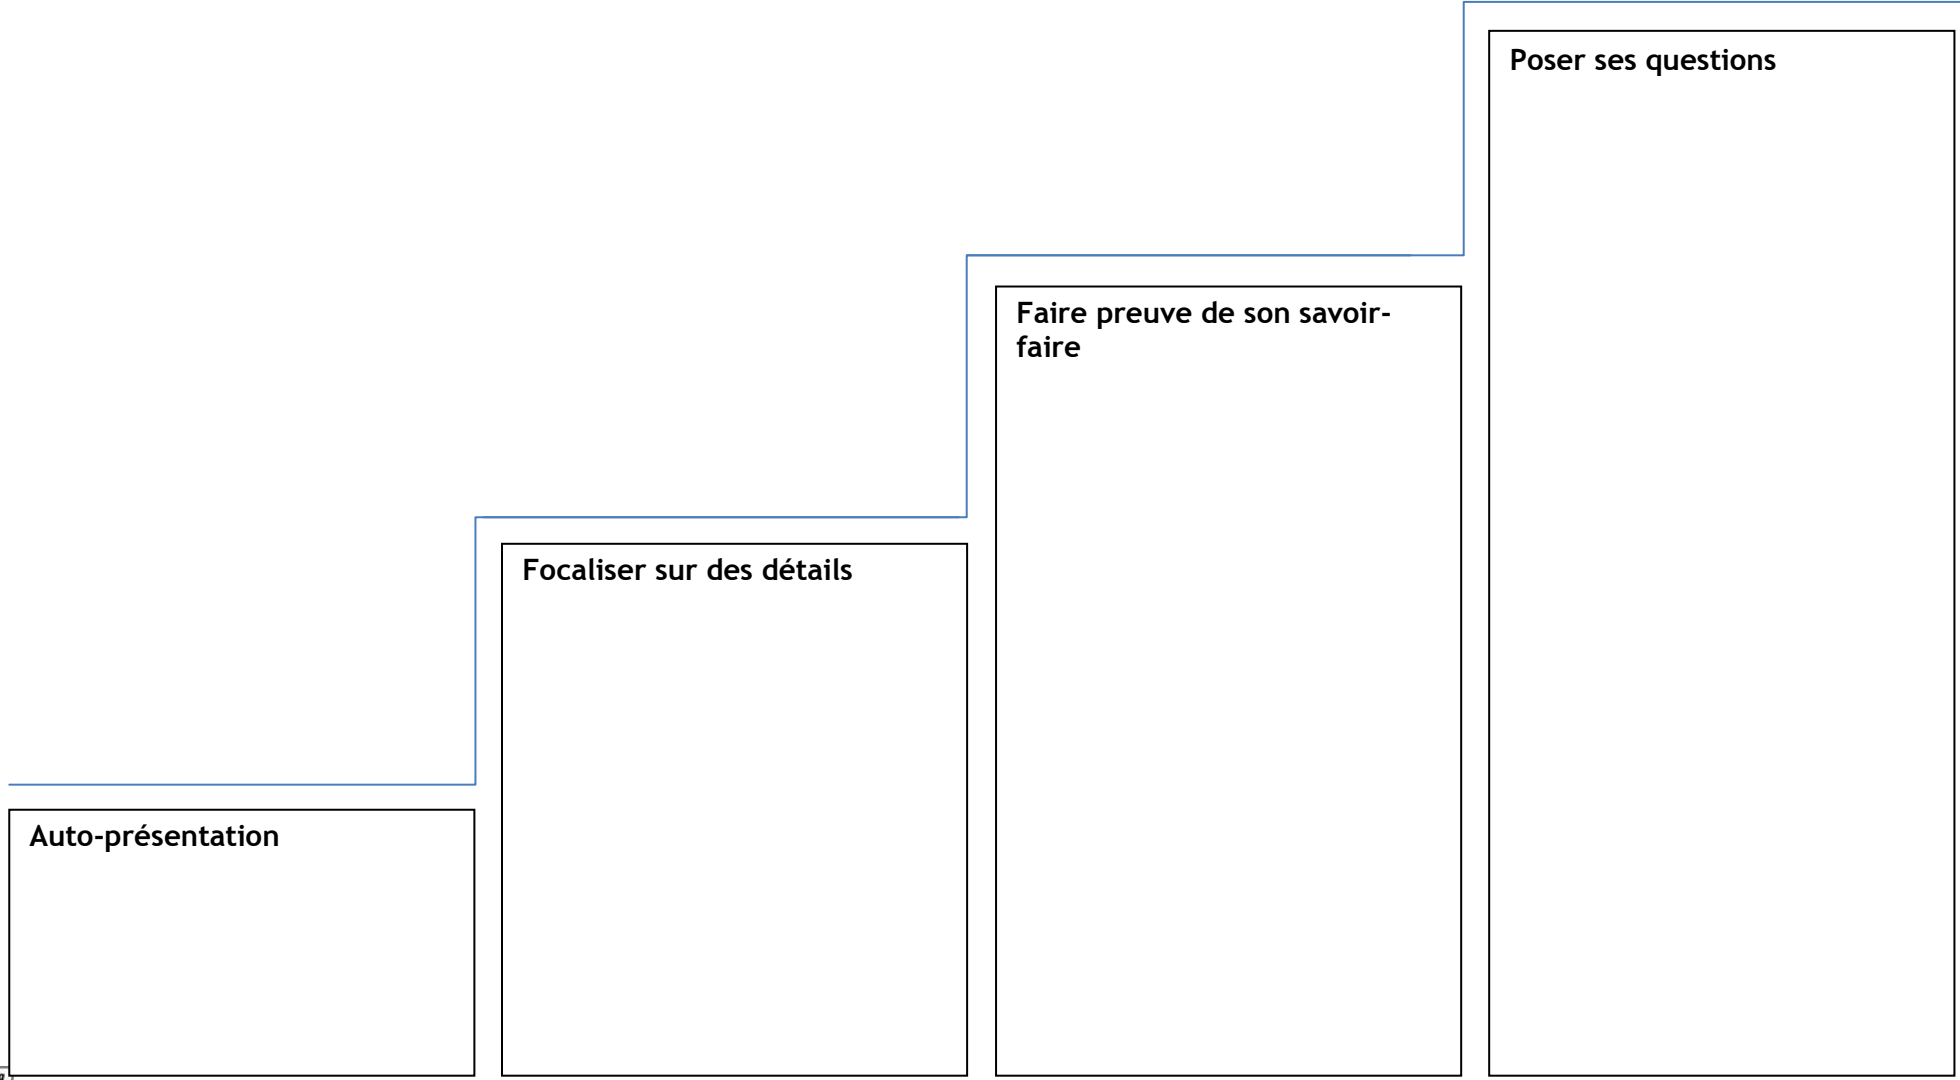 Poser ses questions
Faire preuve de son savoir-
faire
Focaliser sur des détails
Auto-présentation